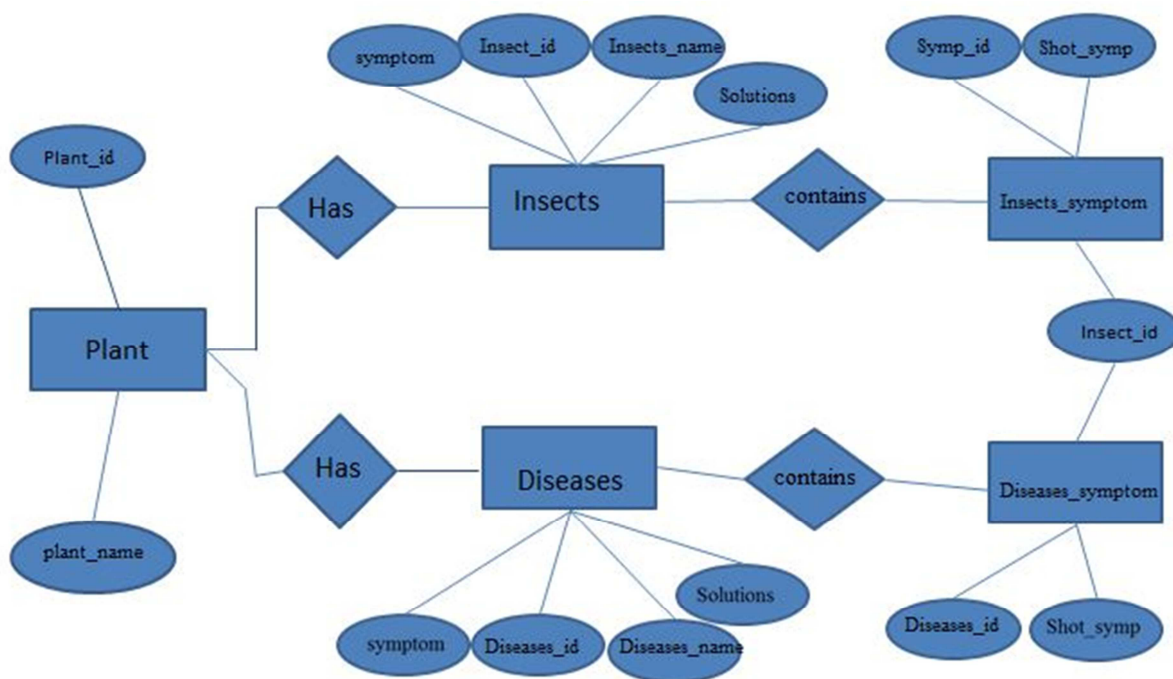 symptom
Insect_id
Insects_name
Solutions
Symp_id
Shot_symp
Plant_id
Has
Insects
contains
Insects_symptom
Plant
Insect_id
Has
Diseases
contains
Diseases_symptom
plant_name
symptom
Diseases_id
Diseases_name
Solutions
Diseases_id
Shot_symp